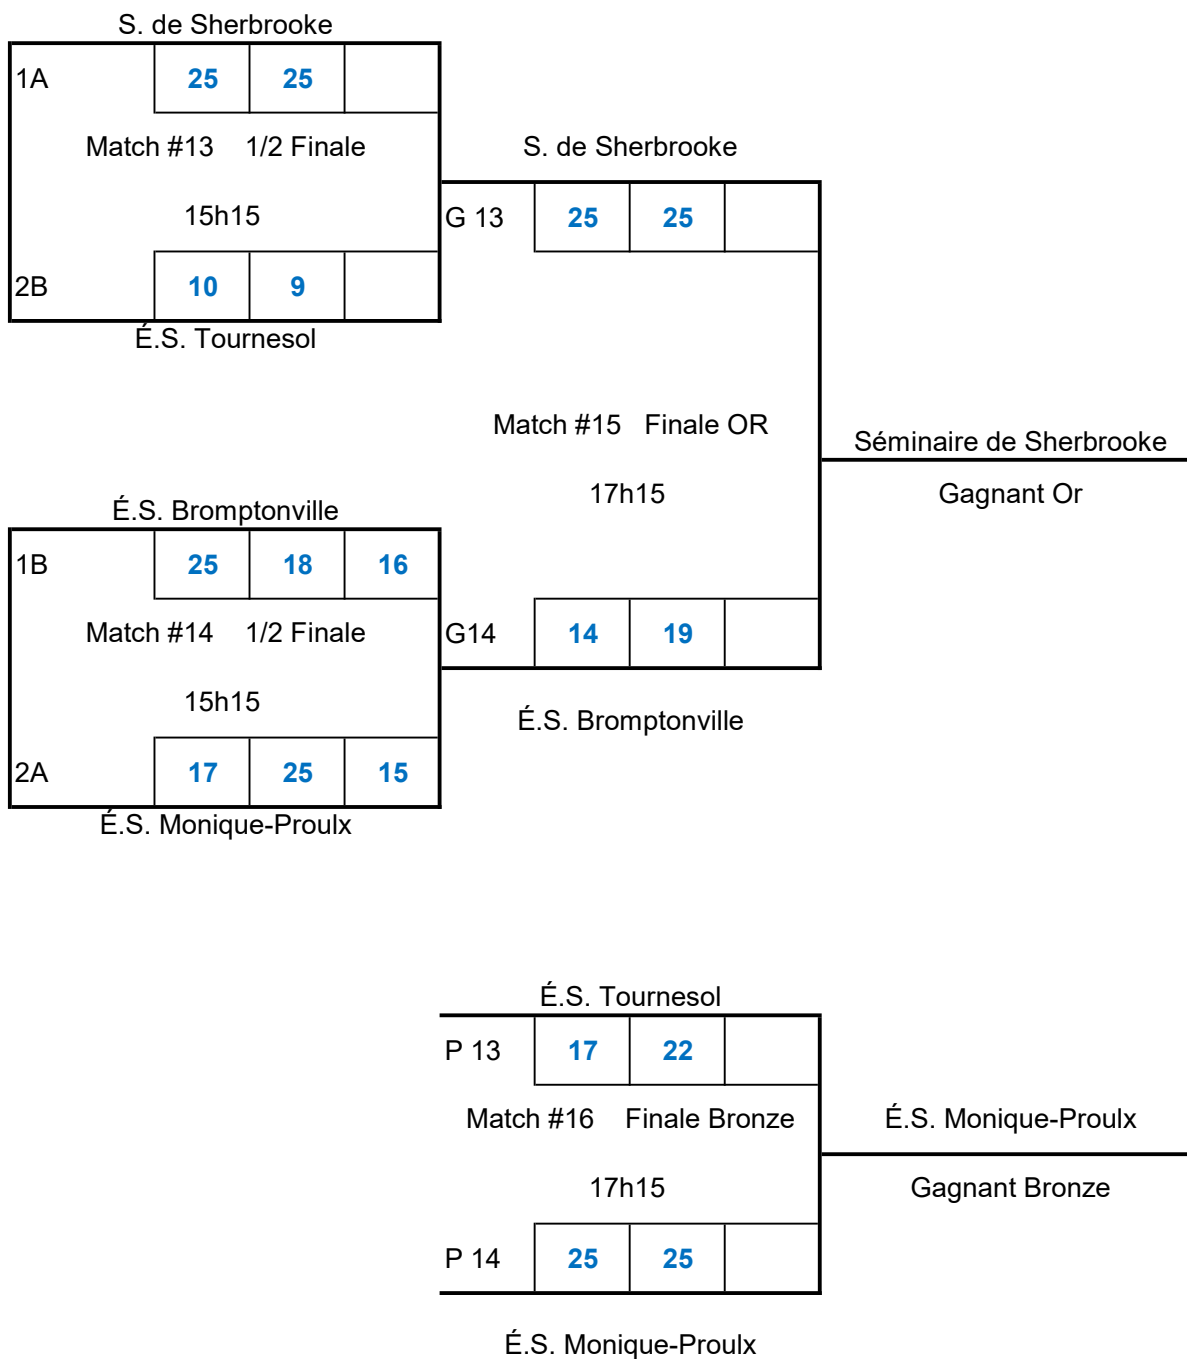 S. de Sherbrooke
1A 25 25
Match #13 1/2 Finale
15h15
2B 10 9
É.S. Tournesol
S. de Sherbrooke
G 13 25 25
Match #15 Finale OR
17h15
G14 14 19
É.S. Bromptonville
Séminaire de Sherbrooke
Gagnant Or
É.S. Bromptonville
1B 25 18 16
Match #14 1/2 Finale
15h15
2A 17 25 15
É.S. Monique-Proulx
É.S. Tournesol
P 13 17 22
Match #16 Finale Bronze
17h15
P 14 25 25
É.S. Monique-Proulx
É.S. Monique-Proulx
Gagnant Bronze